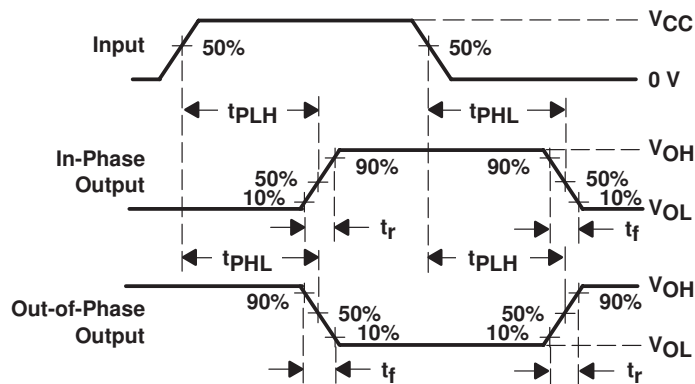 VCC
Input
50%
50%
0 V
tPLH
tPHL
In-Phase
Output
VOH
90%
90%
50%
50%
10%
10%
VOL
tr
tf
tPHL
tPLH
Out-of-Phase
Output
VOH
90%
90%
50%
50%
10%
10%
VOL
tf
tr